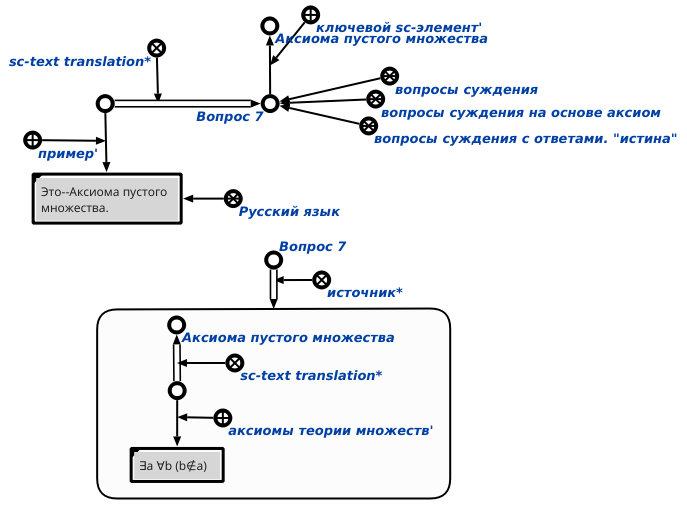 ключевой sc-элемент'
Аксиома пустого множества
sc-text translation*
вопросы суждения
Вопрос 7
вопросы суждения на основе аксиом
вопросы суждения с ответами. "истина"
пример'
Это--Аксиома пустого
множества.
Русский язык
Вопрос 7
источник*
Аксиома пустого множества
sc-text translation*
аксиомы теории множеств'
∃a ∀b (b∉a)